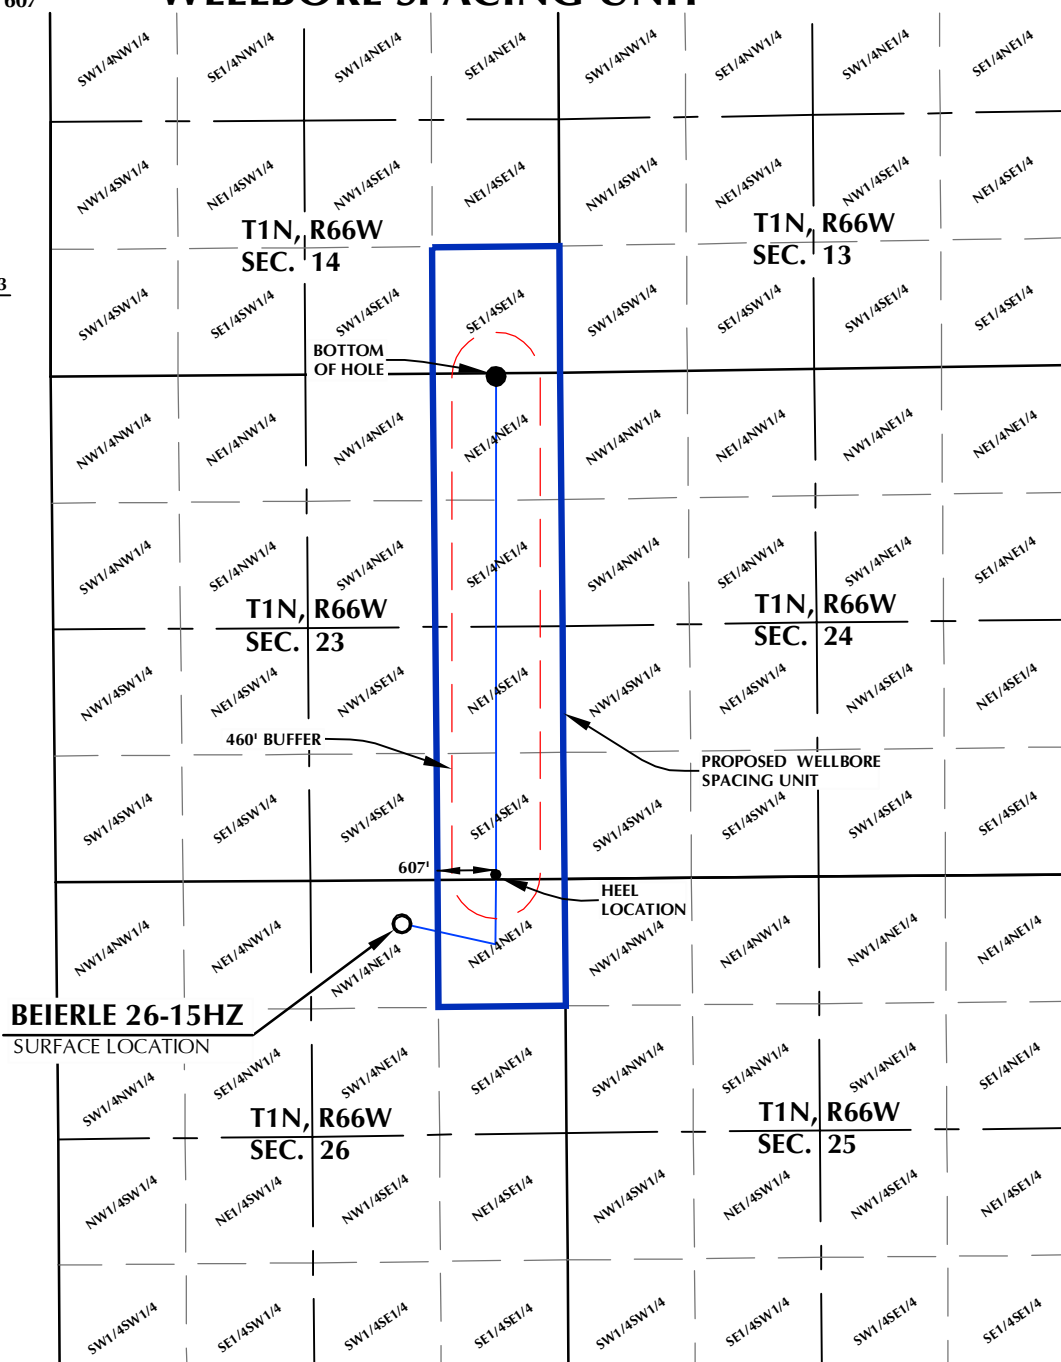 607'
WELLBORE SPACING UNIT
SW1/4NW1/4 SE1/4NW1/4 SW1/4NE1/4 SE1/4NE1/4 SW1/4NW1/4 SE1/4NW1/4 SW1/4NE1/4 SE1/4NE1/4
NW1/4SW1/4 NE1/4SW1/4 NW1/4SE1/4 NE1/4SE1/4 NW1/4SW1/4 NE1/4SW1/4 NW1/4SE1/4 NE1/4SE1/4
T1N, R66W
SEC. 14
T1N, R66W
SEC. 13
3
SW1/4SW1/4 SE1/4SW1/4 SW1/4SE1/4 SE1/4SE1/4 SW1/4SW1/4 SE1/4SW1/4 SW1/4SE1/4 SE1/4SE1/4
BOTTOM
OF HOLE
NW1/4NW1/4 NE1/4NW1/4 NW1/4NE1/4 NE1/4NE1/4 NW1/4NW1/4 NE1/4NW1/4 NW1/4NE1/4 NE1/4NE1/4
SW1/4NW1/4 SE1/4NW1/4 SW1/4NE1/4 SE1/4NE1/4 SW1/4NW1/4 SE1/4NW1/4 SW1/4NE1/4 SE1/4NE1/4
T1N, R66W
SEC. 23
T1N, R66W
SEC. 24
NW1/4SW1/4 NE1/4SW1/4 NW1/4SE1/4 NE1/4SE1/4 NW1/4SW1/4 NE1/4SW1/4 NW1/4SE1/4 NE1/4SE1/4
460' BUFFER
PROPOSED WELLBORE
SPACING UNIT
SW1/4SW1/4 SE1/4SW1/4 SW1/4SE1/4 SE1/4SE1/4 SW1/4SW1/4 SE1/4SW1/4 SW1/4SE1/4 SE1/4SE1/4
607'
HEEL
LOCATION
NW1/4NW1/4 NE1/4NW1/4 NW1/4NE1/4 NE1/4NE1/4 NW1/4NW1/4 NE1/4NW1/4 NW1/4NE1/4 NE1/4NE1/4
BEIERLE 26-15HZ
SURFACE LOCATION
SW1/4NW1/4 SE1/4NW1/4 SW1/4NE1/4 SE1/4NE1/4 SW1/4NW1/4 SE1/4NW1/4 SW1/4NE1/4 SE1/4NE1/4
T1N, R66W
SEC. 26
T1N, R66W
SEC. 25
NW1/4SW1/4 NE1/4SW1/4 NW1/4SE1/4 NE1/4SE1/4 NW1/4SW1/4 NE1/4SW1/4 NW1/4SE1/4 NE1/4SE1/4
SW1/4SW1/4 SE1/4SW1/4 SW1/4SE1/4 SE1/4SE1/4 SW1/4SW1/4 SE1/4SW1/4 SW1/4SE1/4 SE1/4SE1/4